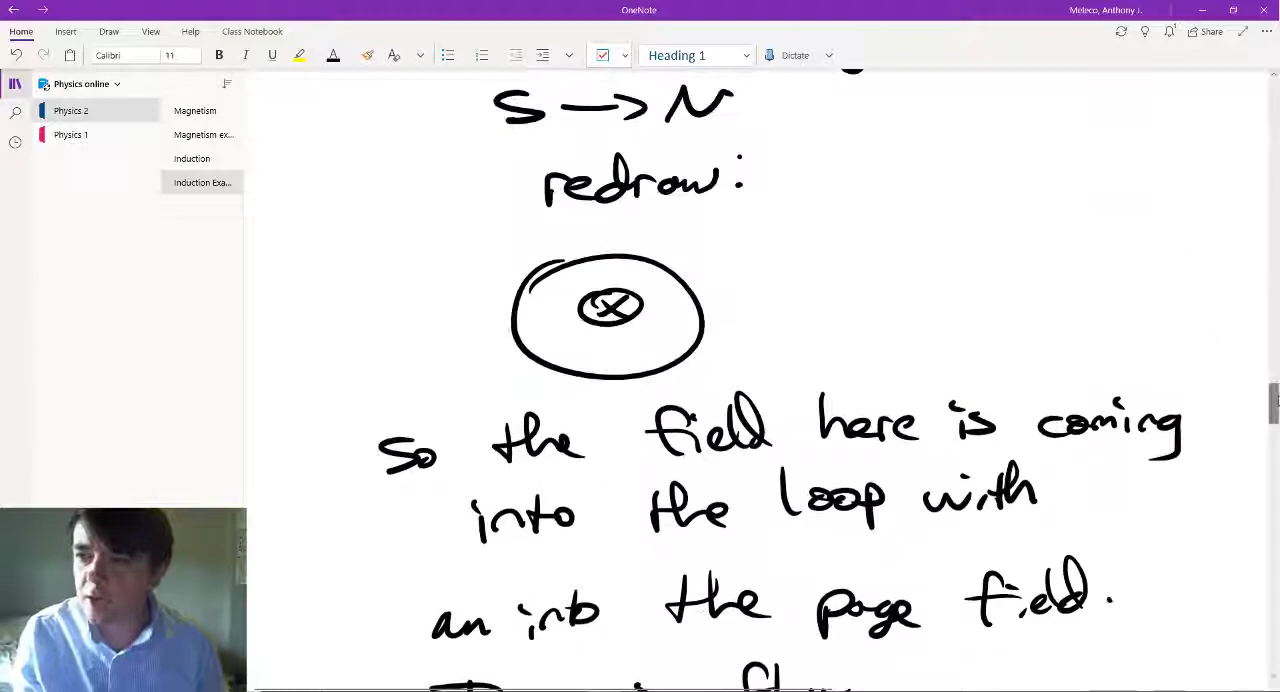 OneNote
Meleco, Anthony J.
Home Insert Draw View Help Class Notebook
Share
Calibri 11 B I U A Heading 1 Dictate
Physics online
Physics 2
Physics 1
Magnetism
Magnetism ex...
Induction
Induction Exa...
S → N
redraw:
X
So the field here is coming
into the loop with
an into the page field.